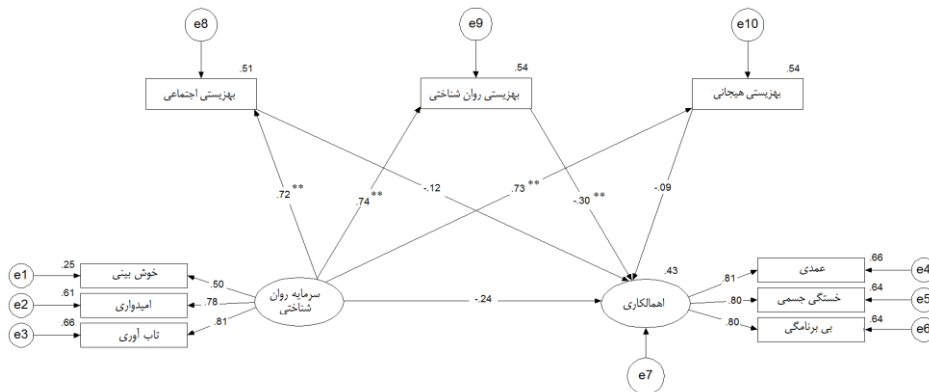 e8
e9
e10
.51
.54
.54
بهزیستی اجتماعی
بهزیستی روان شناختی
بهزیستی هیجانی
.72 **
.74 **
-.12
.73 **
-.30 **
-.09
e1
.25
خوش بینی
.50
e2
.61
امیدواری
.78
e3
.66
تاب آوری
.81
سرمایه روان
شناختی
-.24
.43
اهمالکاری
e7
.81
عمدی
.66
e4
.80
خستگی جسمی
.64
e5
.80
بی برنامگی
.64
e6